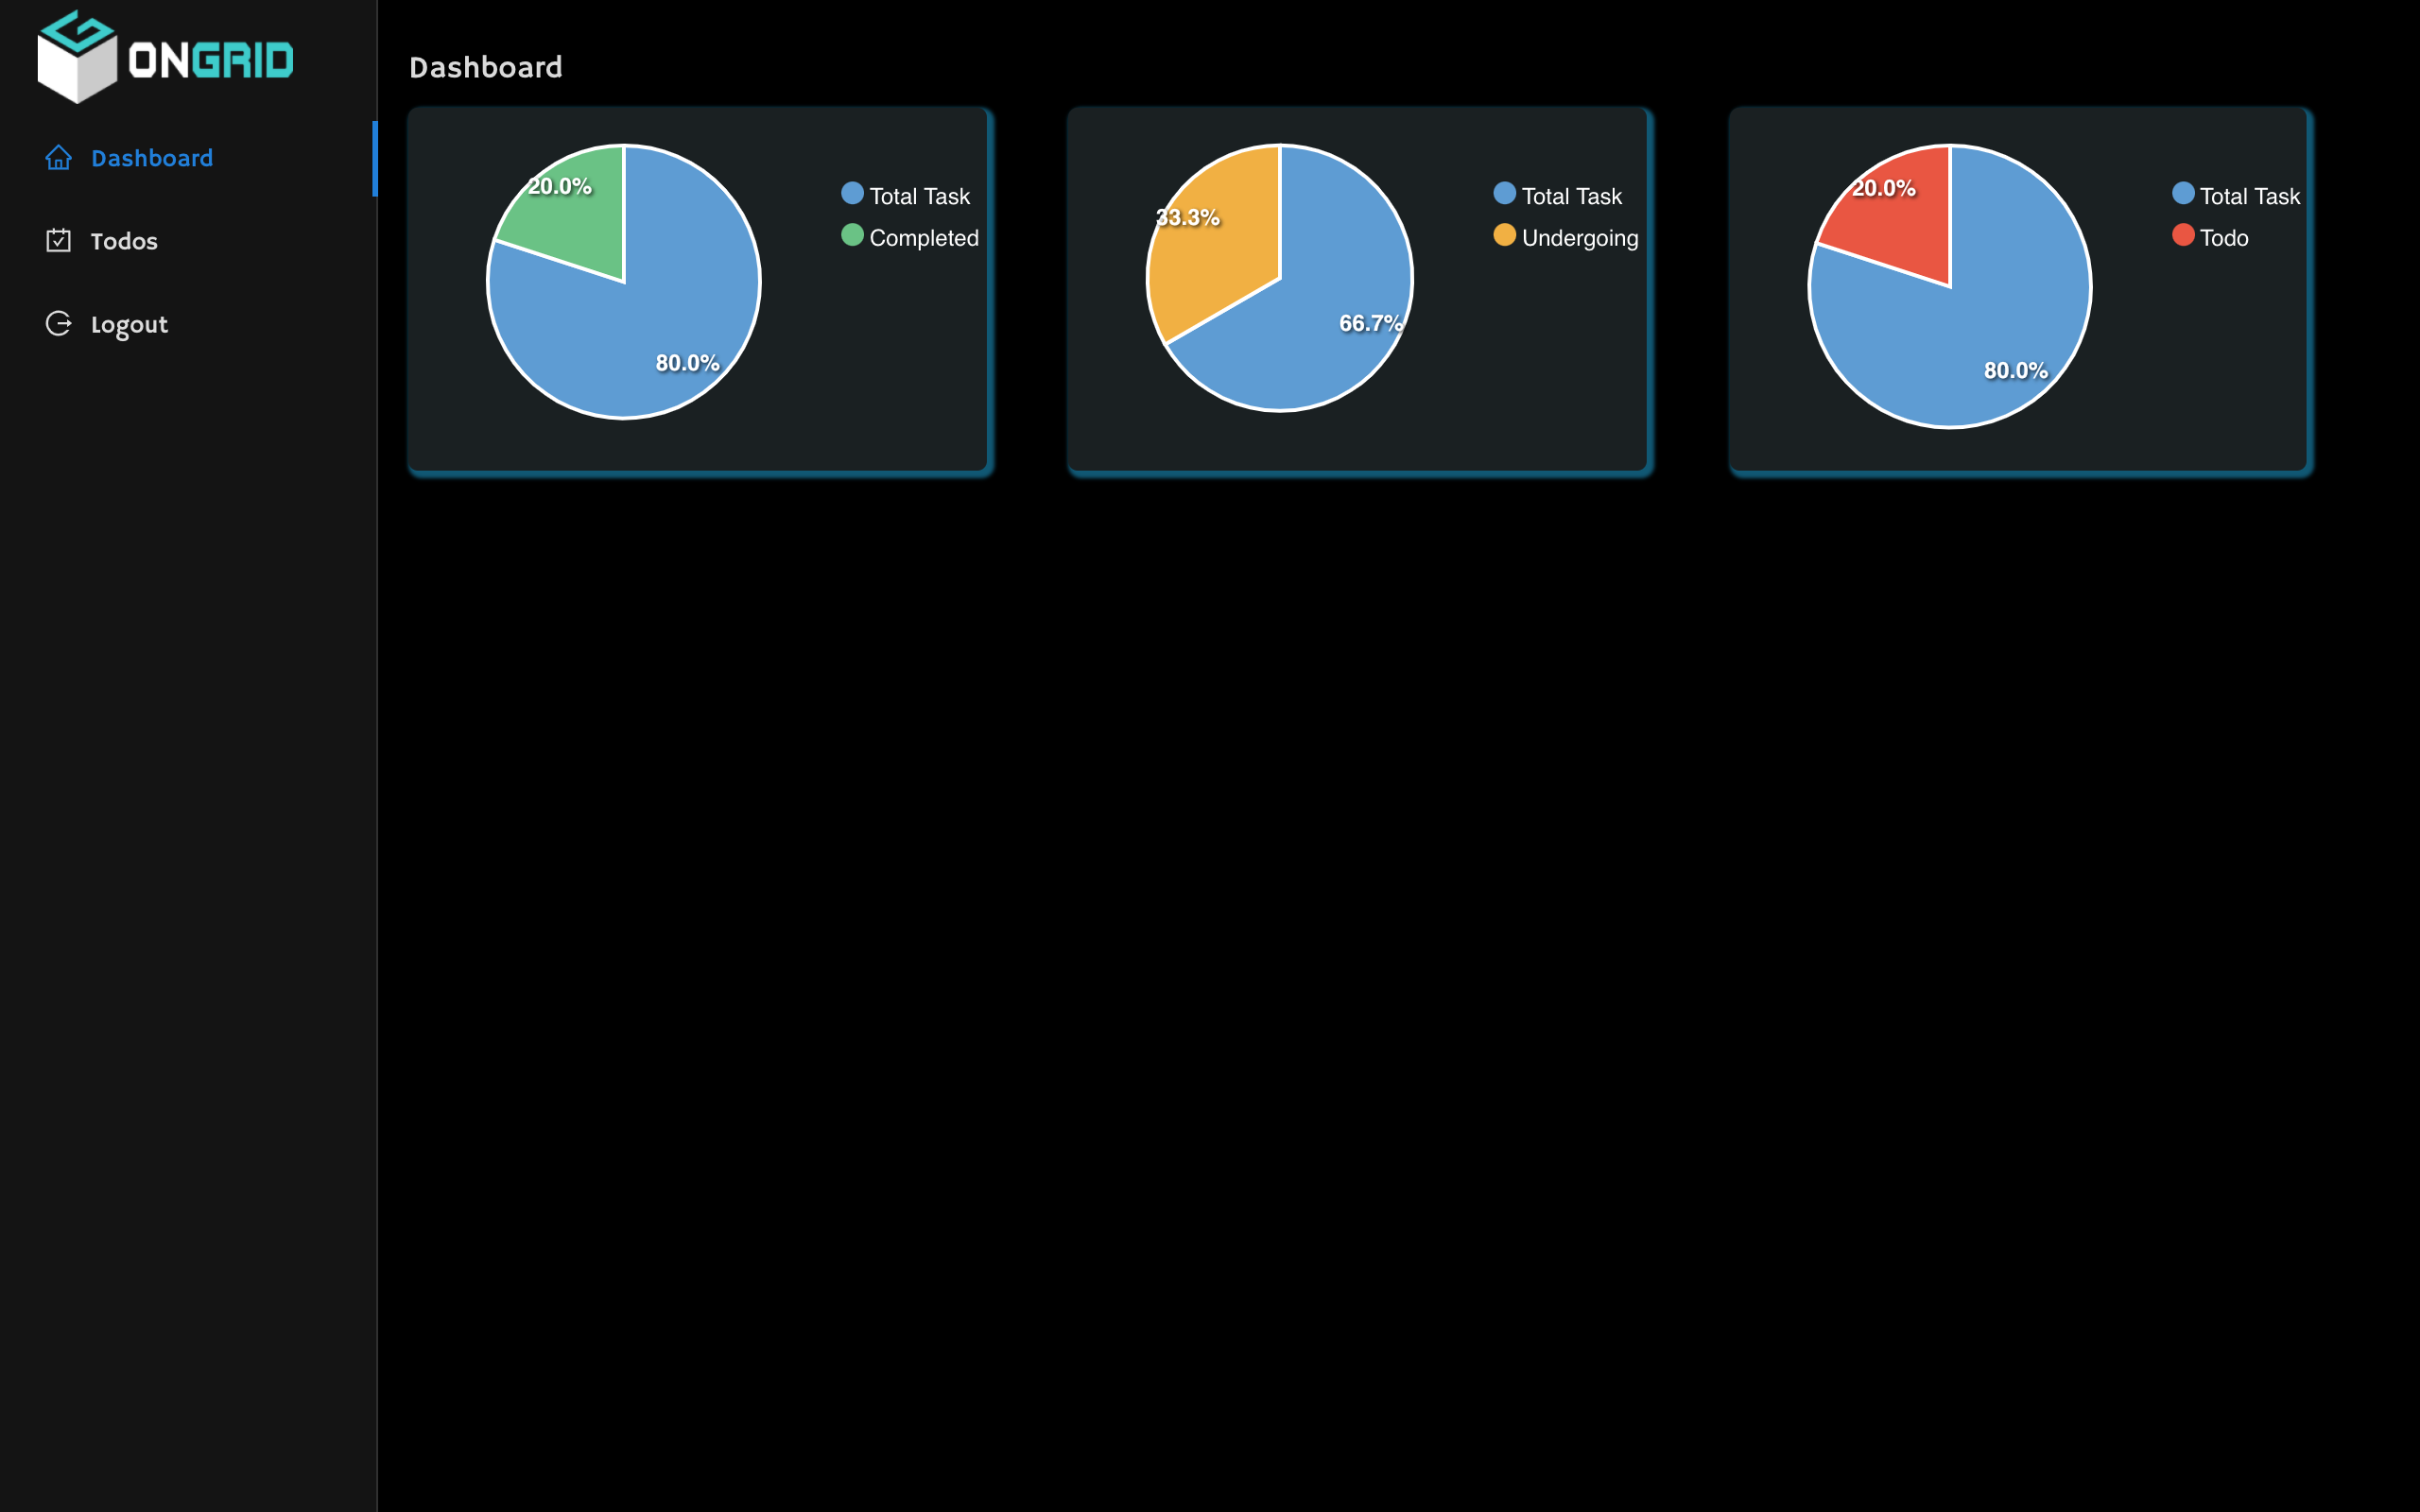 ONGRID
Dashboard
Todos
Logout
Dashboard
20.0%
80.0%
Total Task
Completed
33.3%
66.7%
Total Task
Undergoing
20.0%
80.0%
Total Task
Todo